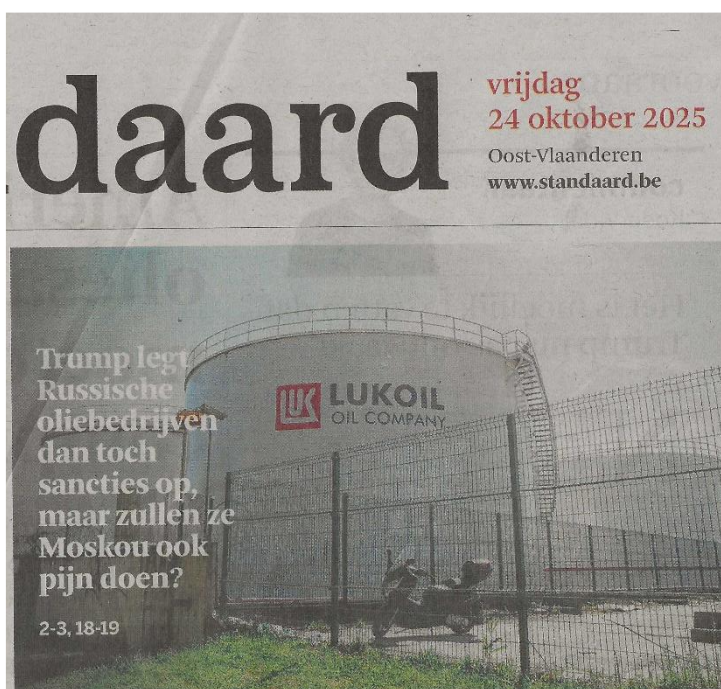 daard
vrijdag
24 oktober 2025
Oost-Vlaanderen
www.standaard.be
Trump legt
Russische
oliebedrijven
dan toch
sancties op,
maar zullen ze
Moskou ook
pijn doen?
2-3, 18-19
LUK
LUKOIL
OIL COMPANY